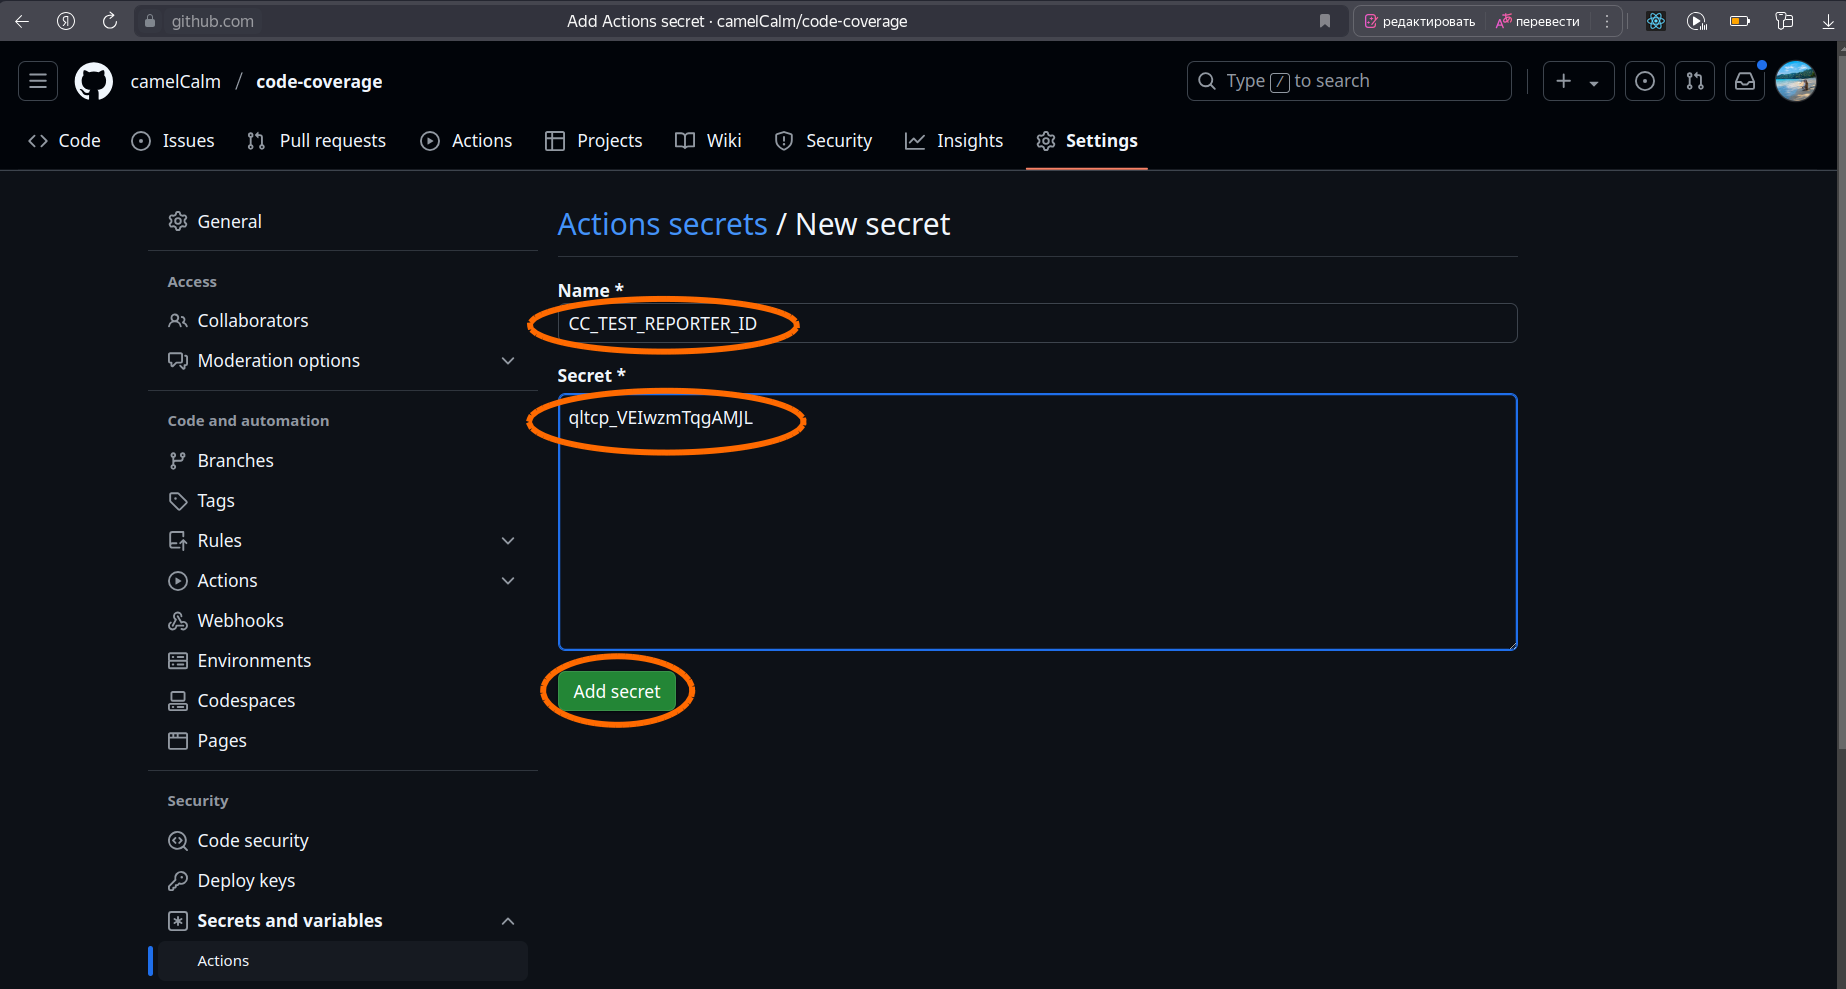 github.com
Add Actions secret · camelCalm/code-coverage
редактировать
перевести
camelCalm / code-coverage
Type / to search
Code
Issues
Pull requests
Actions
Projects
Wiki
Security
Insights
Settings
General
Access
Collaborators
Moderation options
Code and automation
Branches
Tags
Rules
Actions
Webhooks
Environments
Codespaces
Pages
Security
Code security
Deploy keys
Secrets and variables
Actions
Actions secrets / New secret
Name *
CC_TEST_REPORTER_ID
Secret *
qltcp_VEIwzmTqgAMJL
Add secret